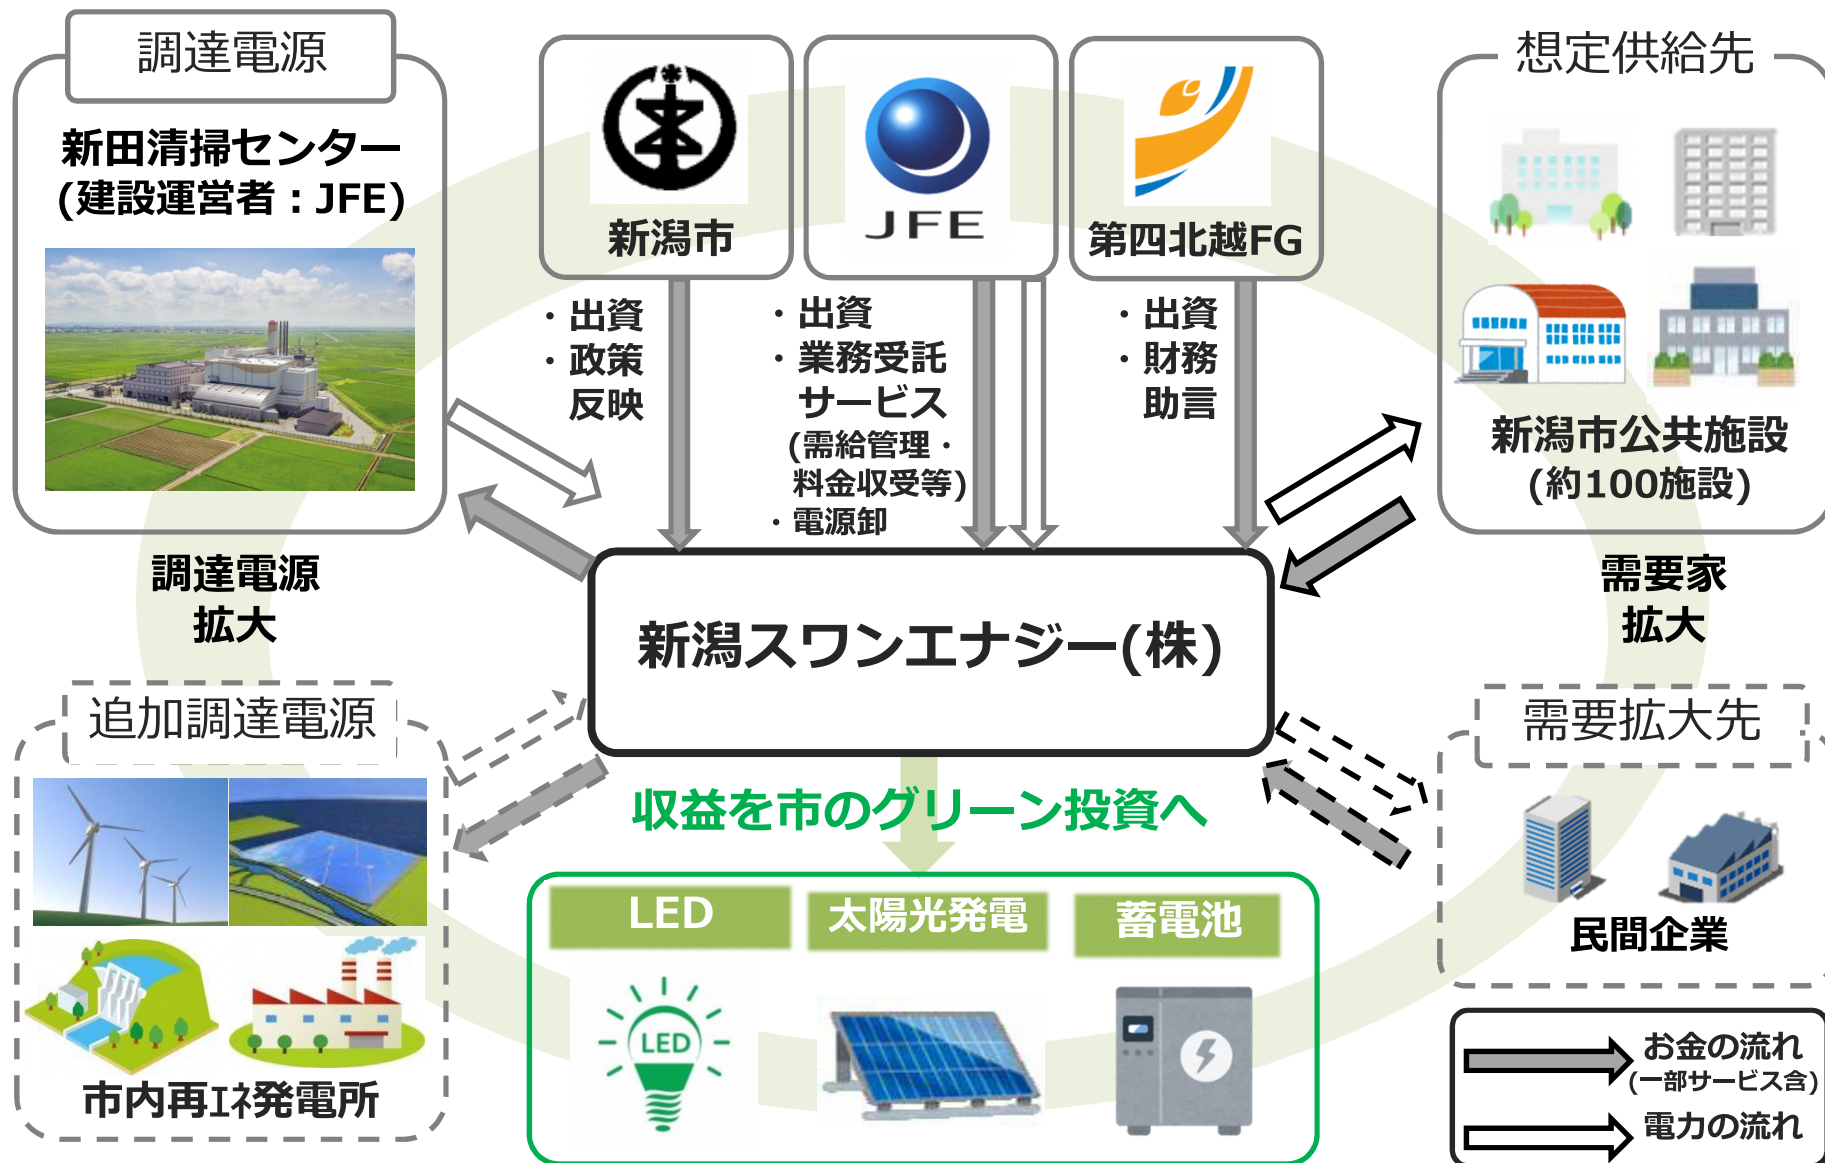 調達電源
新田清掃センター
(建設運営者：JFE)
新潟市
JFE
第四北越FG
想定供給先
新潟市公共施設
(約100施設)
・出資
・政策
反映
・出資
・業務受託
サービス
(需給管理・
料金収受等)
・電源卸
・出資
・財務
助言
調達電源
拡大
需要家
拡大
新潟スワンエナジー(株)
追加調達電源
市内再エネ発電所
需要拡大先
民間企業
収益を市のグリーン投資へ
LED
太陽光発電
蓄電池
LED
お金の流れ
(一部サービス含)
電力の流れ